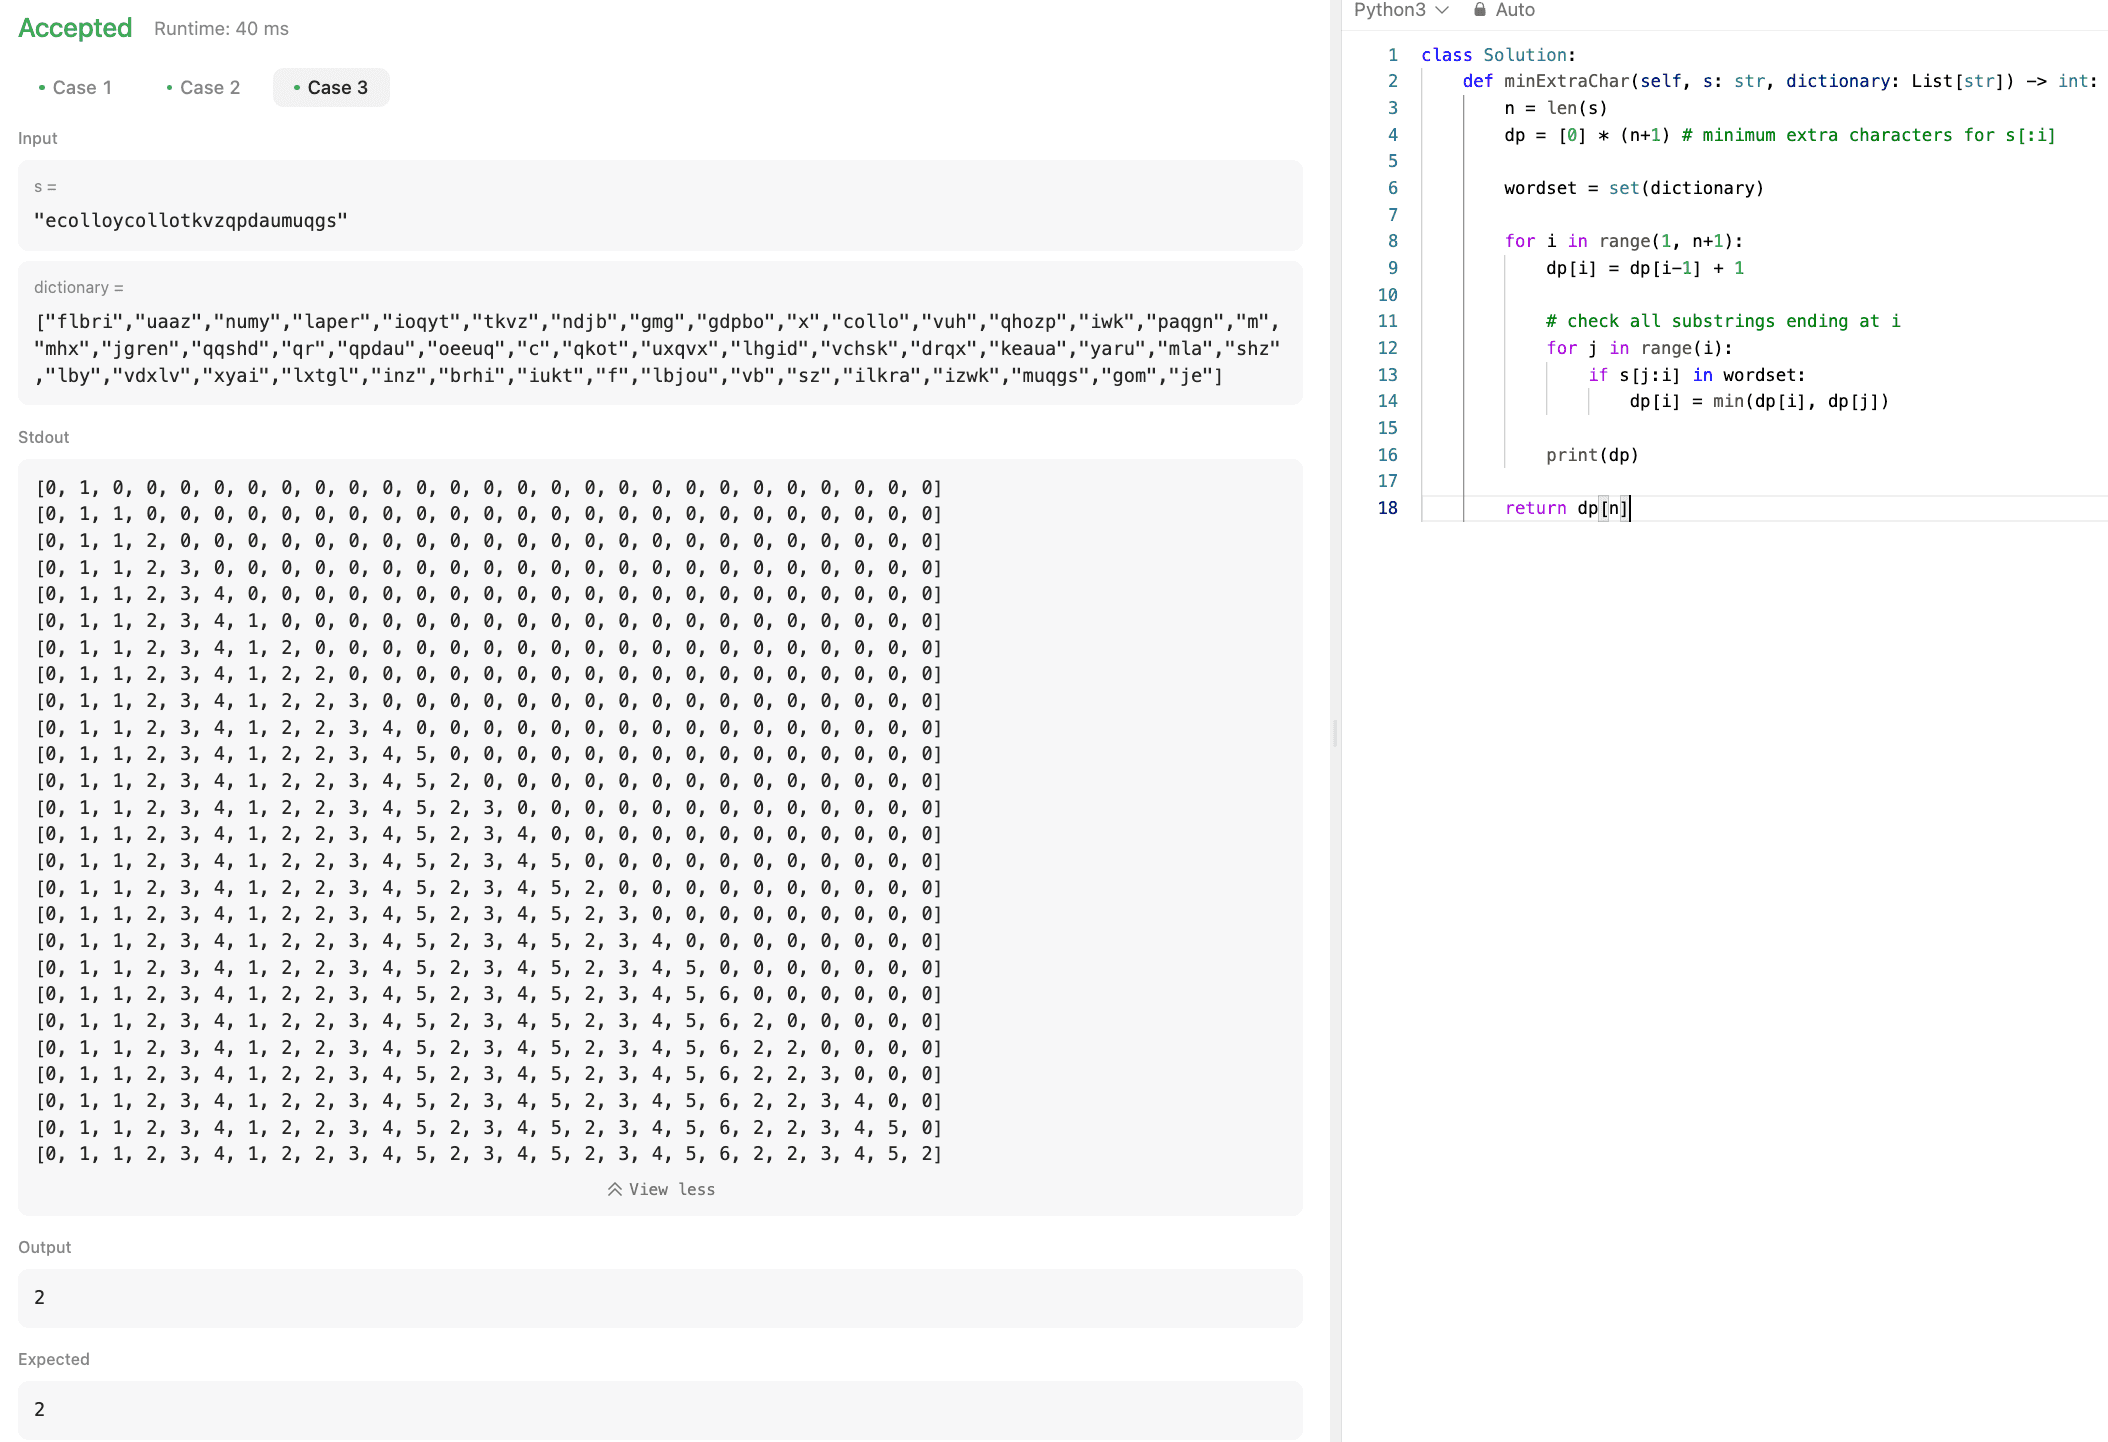 Accepted Runtime: 40 ms
Case 1 Case 2 Case 3
Input
s =
"ecolloycollotkvzqpdaumuqgs"
dictionary =
["flbri","uaaz","numy","laper","ioqyt","tkvz","ndjb","gmg","gdpbo","x","collo","vuh","qhozp","iwk","paqgn","m",
"mhx","jgren","qqshd","qr","qpdau","oeeuq","c","qkot","uxqvx","lhgid","vchsk","drqx","keaua","yaru","mla","shz"
,"lby","vdxlv","xyai","lxtgl","inz","brhi","iukt","f","lbjou","vb","sz","ilkra","izwk","muqgs","gom","je"]
Stdout
[0, 1, 0, 0, 0, 0, 0, 0, 0, 0, 0, 0, 0, 0, 0, 0, 0, 0, 0, 0, 0, 0, 0, 0, 0, 0, 0]
[0, 1, 1, 0, 0, 0, 0, 0, 0, 0, 0, 0, 0, 0, 0, 0, 0, 0, 0, 0, 0, 0, 0, 0, 0, 0, 0]
[0, 1, 1, 2, 0, 0, 0, 0, 0, 0, 0, 0, 0, 0, 0, 0, 0, 0, 0, 0, 0, 0, 0, 0, 0, 0, 0]
[0, 1, 1, 2, 3, 0, 0, 0, 0, 0, 0, 0, 0, 0, 0, 0, 0, 0, 0, 0, 0, 0, 0, 0, 0, 0, 0]
[0, 1, 1, 2, 3, 4, 0, 0, 0, 0, 0, 0, 0, 0, 0, 0, 0, 0, 0, 0, 0, 0, 0, 0, 0, 0, 0]
[0, 1, 1, 2, 3, 4, 1, 0, 0, 0, 0, 0, 0, 0, 0, 0, 0, 0, 0, 0, 0, 0, 0, 0, 0, 0, 0]
[0, 1, 1, 2, 3, 4, 1, 2, 0, 0, 0, 0, 0, 0, 0, 0, 0, 0, 0, 0, 0, 0, 0, 0, 0, 0, 0]
[0, 1, 1, 2, 3, 4, 1, 2, 2, 0, 0, 0, 0, 0, 0, 0, 0, 0, 0, 0, 0, 0, 0, 0, 0, 0, 0]
[0, 1, 1, 2, 3, 4, 1, 2, 2, 3, 0, 0, 0, 0, 0, 0, 0, 0, 0, 0, 0, 0, 0, 0, 0, 0, 0]
[0, 1, 1, 2, 3, 4, 1, 2, 2, 3, 4, 0, 0, 0, 0, 0, 0, 0, 0, 0, 0, 0, 0, 0, 0, 0, 0]
[0, 1, 1, 2, 3, 4, 1, 2, 2, 3, 4, 5, 0, 0, 0, 0, 0, 0, 0, 0, 0, 0, 0, 0, 0, 0, 0]
[0, 1, 1, 2, 3, 4, 1, 2, 2, 3, 4, 5, 2, 0, 0, 0, 0, 0, 0, 0, 0, 0, 0, 0, 0, 0, 0]
[0, 1, 1, 2, 3, 4, 1, 2, 2, 3, 4, 5, 2, 3, 0, 0, 0, 0, 0, 0, 0, 0, 0, 0, 0, 0, 0]
[0, 1, 1, 2, 3, 4, 1, 2, 2, 3, 4, 5, 2, 3, 4, 0, 0, 0, 0, 0, 0, 0, 0, 0, 0, 0, 0]
[0, 1, 1, 2, 3, 4, 1, 2, 2, 3, 4, 5, 2, 3, 4, 5, 0, 0, 0, 0, 0, 0, 0, 0, 0, 0, 0]
[0, 1, 1, 2, 3, 4, 1, 2, 2, 3, 4, 5, 2, 3, 4, 5, 2, 0, 0, 0, 0, 0, 0, 0, 0, 0, 0]
[0, 1, 1, 2, 3, 4, 1, 2, 2, 3, 4, 5, 2, 3, 4, 5, 2, 3, 0, 0, 0, 0, 0, 0, 0, 0, 0]
[0, 1, 1, 2, 3, 4, 1, 2, 2, 3, 4, 5, 2, 3, 4, 5, 2, 3, 4, 0, 0, 0, 0, 0, 0, 0, 0]
[0, 1, 1, 2, 3, 4, 1, 2, 2, 3, 4, 5, 2, 3, 4, 5, 2, 3, 4, 5, 0, 0, 0, 0, 0, 0, 0]
[0, 1, 1, 2, 3, 4, 1, 2, 2, 3, 4, 5, 2, 3, 4, 5, 2, 3, 4, 5, 6, 0, 0, 0, 0, 0, 0]
[0, 1, 1, 2, 3, 4, 1, 2, 2, 3, 4, 5, 2, 3, 4, 5, 2, 3, 4, 5, 6, 2, 0, 0, 0, 0, 0]
[0, 1, 1, 2, 3, 4, 1, 2, 2, 3, 4, 5, 2, 3, 4, 5, 2, 3, 4, 5, 6, 2, 2, 0, 0, 0, 0]
[0, 1, 1, 2, 3, 4, 1, 2, 2, 3, 4, 5, 2, 3, 4, 5, 2, 3, 4, 5, 6, 2, 2, 3, 0, 0, 0]
[0, 1, 1, 2, 3, 4, 1, 2, 2, 3, 4, 5, 2, 3, 4, 5, 2, 3, 4, 5, 6, 2, 2, 3, 4, 0, 0]
[0, 1, 1, 2, 3, 4, 1, 2, 2, 3, 4, 5, 2, 3, 4, 5, 2, 3, 4, 5, 6, 2, 2, 3, 4, 5, 0]
[0, 1, 1, 2, 3, 4, 1, 2, 2, 3, 4, 5, 2, 3, 4, 5, 2, 3, 4, 5, 6, 2, 2, 3, 4, 5, 2]
View less
Output
2
Expected
2
Python3 Auto
1 class Solution:
2     def minExtraChar(self, s: str, dictionary: List[str]) -> int:
3         n = len(s)
4         dp = [0] * (n+1) # minimum extra characters for s[:i]
5
6         wordset = set(dictionary)
7
8         for i in range(1, n+1):
9             dp[i] = dp[i-1] + 1
10
11             # check all substrings ending at i
12             for j in range(i):
13                 if s[j:i] in wordset:
14                     dp[i] = min(dp[i], dp[j])
15
16             print(dp)
17
18         return dp[n]